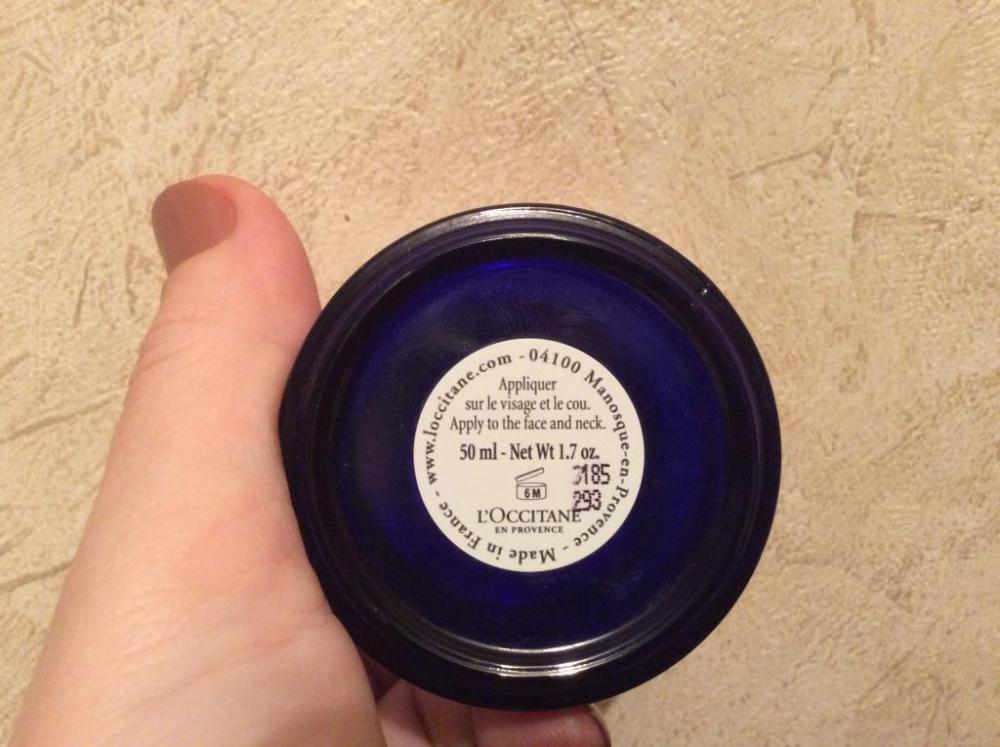 www.loccitane.com - 04100 Manosque-en-Provence - Made in France -
Appliquer
sur le visage et le cou.
Apply to the face and neck.
50 ml - Net Wt 1.7 oz.
6M
293
L'OCCITANE
EN PROVENCE